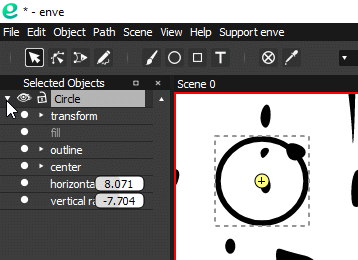 * - enve
File Edit Object Path Scene View Help Support enve
Selected Objects
Scene 0
Circle
transform
fill
outline
center
horizonta 8.071
vertical ra -7.704